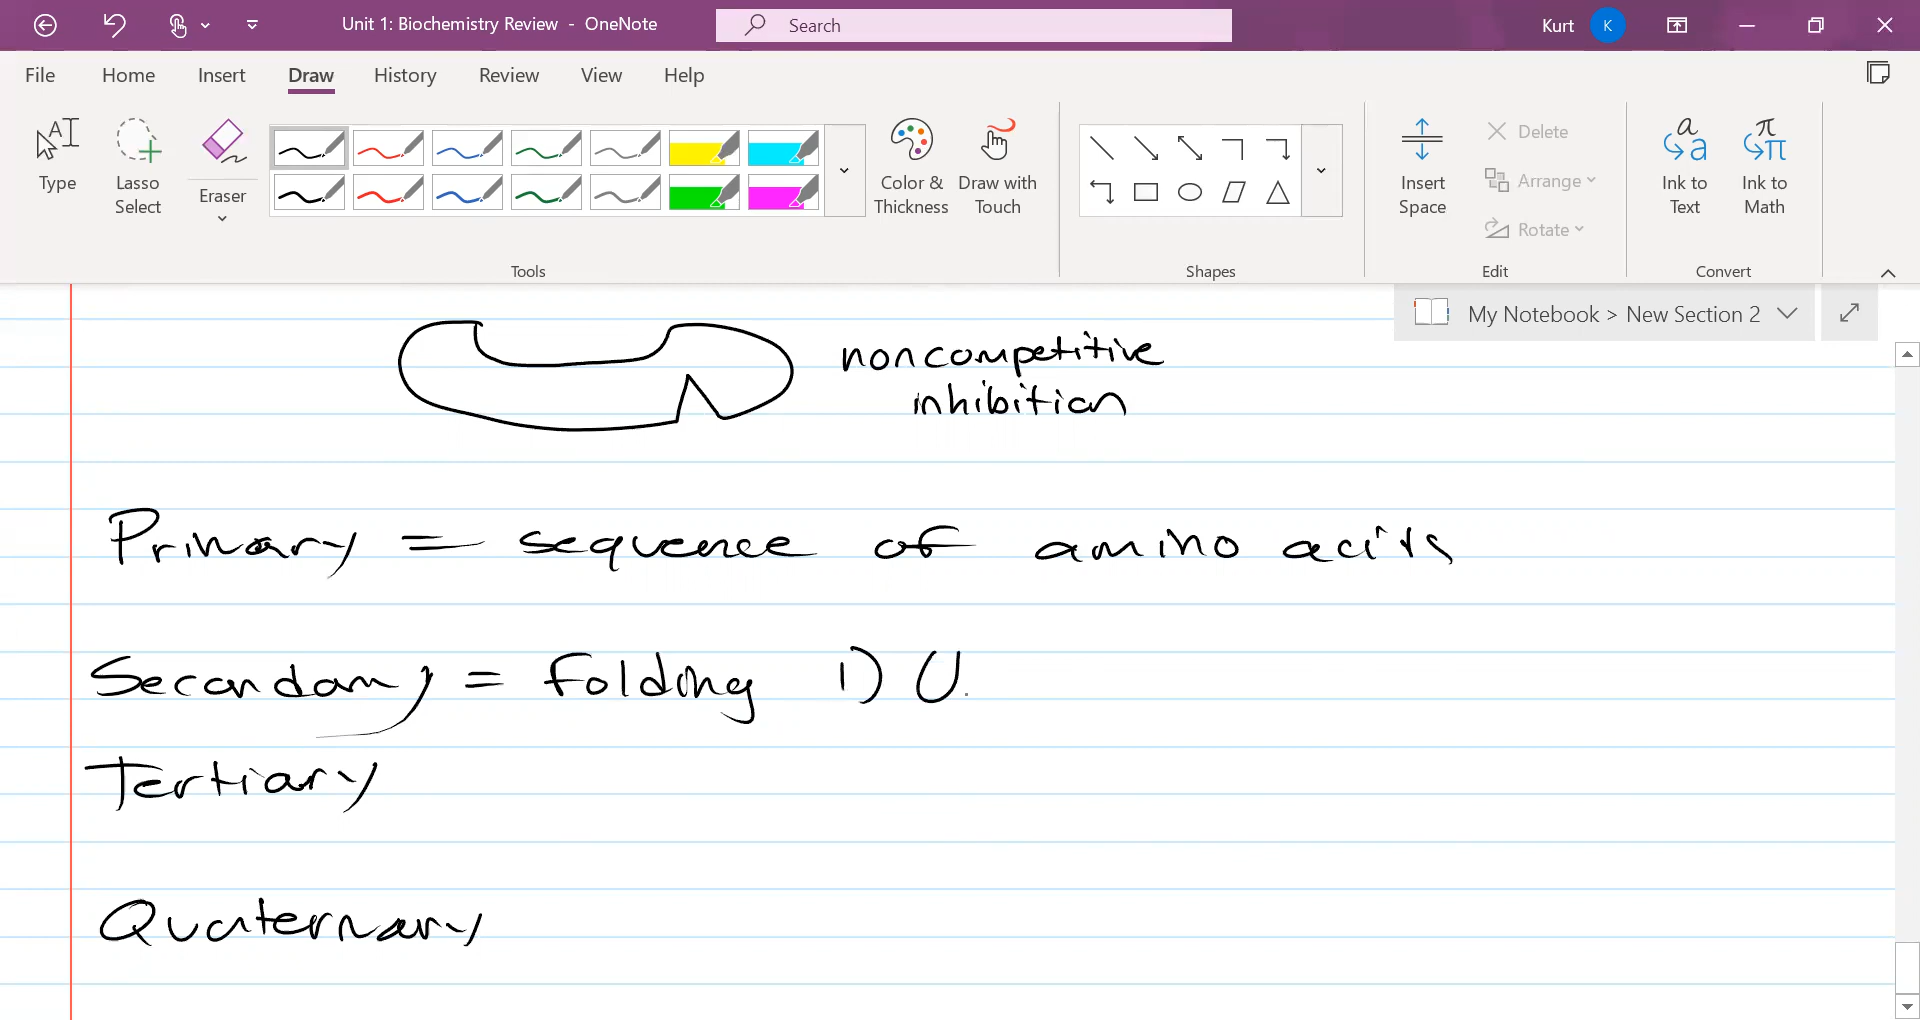 Unit 1: Biochemistry Review - OneNote
Search
Kurt K
File Home Insert Draw History Review View Help
Type
Lasso Select
Eraser
Color & Thickness
Draw with Touch
Insert Space
Delete
Arrange
Rotate
Ink to Text
Ink to Math
Tools
Shapes
Edit
Convert
My Notebook > New Section 2
noncompetitive
inhibition
Primary = sequence of amino acids
Secondary = folding 1)
Tertiary
Quaternary